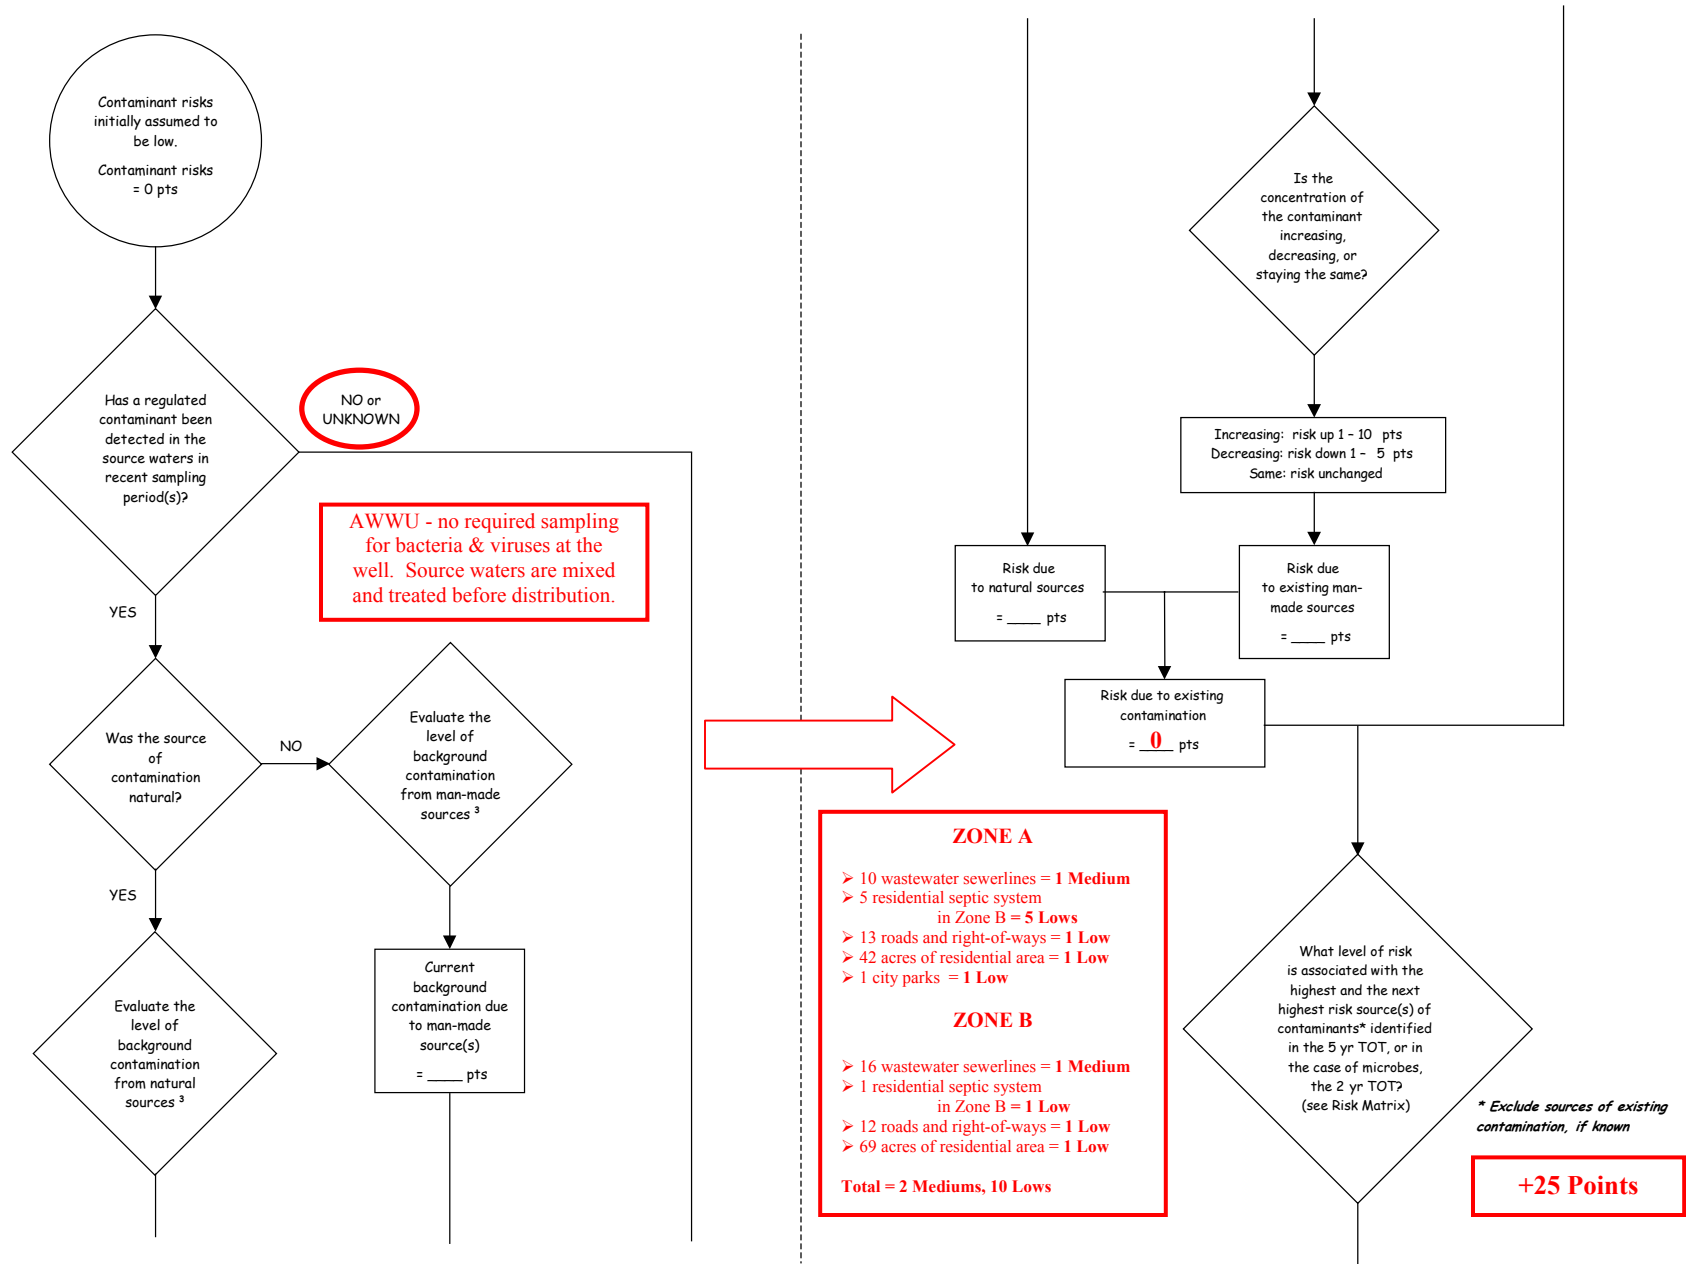 Contaminant risks
initially assumed to
be low.
Contaminant risks
= 0 pts
Has a regulated
contaminant been
detected in the
source waters in
recent sampling
period(s)?
NO or
UNKNOWN
AWWU - no required sampling
for bacteria & viruses at the
well. Source waters are mixed
and treated before distribution.
YES
Was the source
of
contamination
natural?
NO
Evaluate the
level of
background
contamination
from man-made
sources ³
YES
Evaluate the
level of
background
contamination
from natural
sources ³
Current
background
contamination due
to man-made
source(s)
= ____ pts
Is the
concentration of
the contaminant
increasing,
decreasing, or
staying the same?
Increasing: risk up 1 – 10 pts
Decreasing: risk down 1 – 5 pts
Same: risk unchanged
Risk due
to natural sources
= ____ pts
Risk due
to existing man-
made sources
= ____ pts
Risk due to existing
contamination
= 0 pts
ZONE A
➢ 10 wastewater sewerlines = 1 Medium
➢ 5 residential septic system
in Zone B = 5 Lows
➢ 13 roads and right-of-ways = 1 Low
➢ 42 acres of residential area = 1 Low
➢ 1 city parks = 1 Low
ZONE B
➢ 16 wastewater sewerlines = 1 Medium
➢ 1 residential septic system
in Zone B = 1 Low
➢ 12 roads and right-of-ways = 1 Low
➢ 69 acres of residential area = 1 Low
Total = 2 Mediums, 10 Lows
What level of risk
is associated with the
highest and the next
highest risk source(s) of
contaminants* identified
in the 5 yr TOT, or in
the case of microbes,
the 2 yr TOT?
(see Risk Matrix)
* Exclude sources of existing
contamination, if known
+25 Points